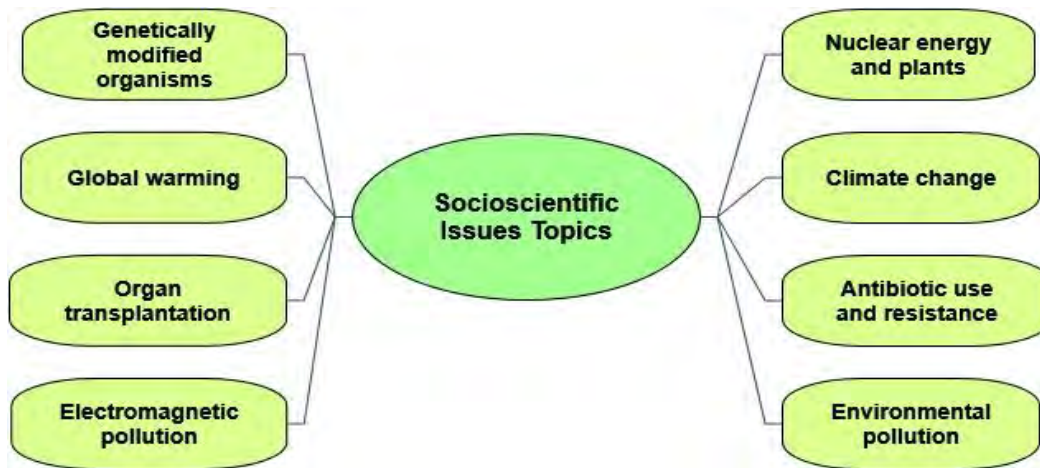 Genetically
modified
organisms
Global warming
Organ
transplantation
Electromagnetic
pollution
Socioscientific
Issues Topics
Nuclear energy
and plants
Climate change
Antibiotic use
and resistance
Environmental
pollution